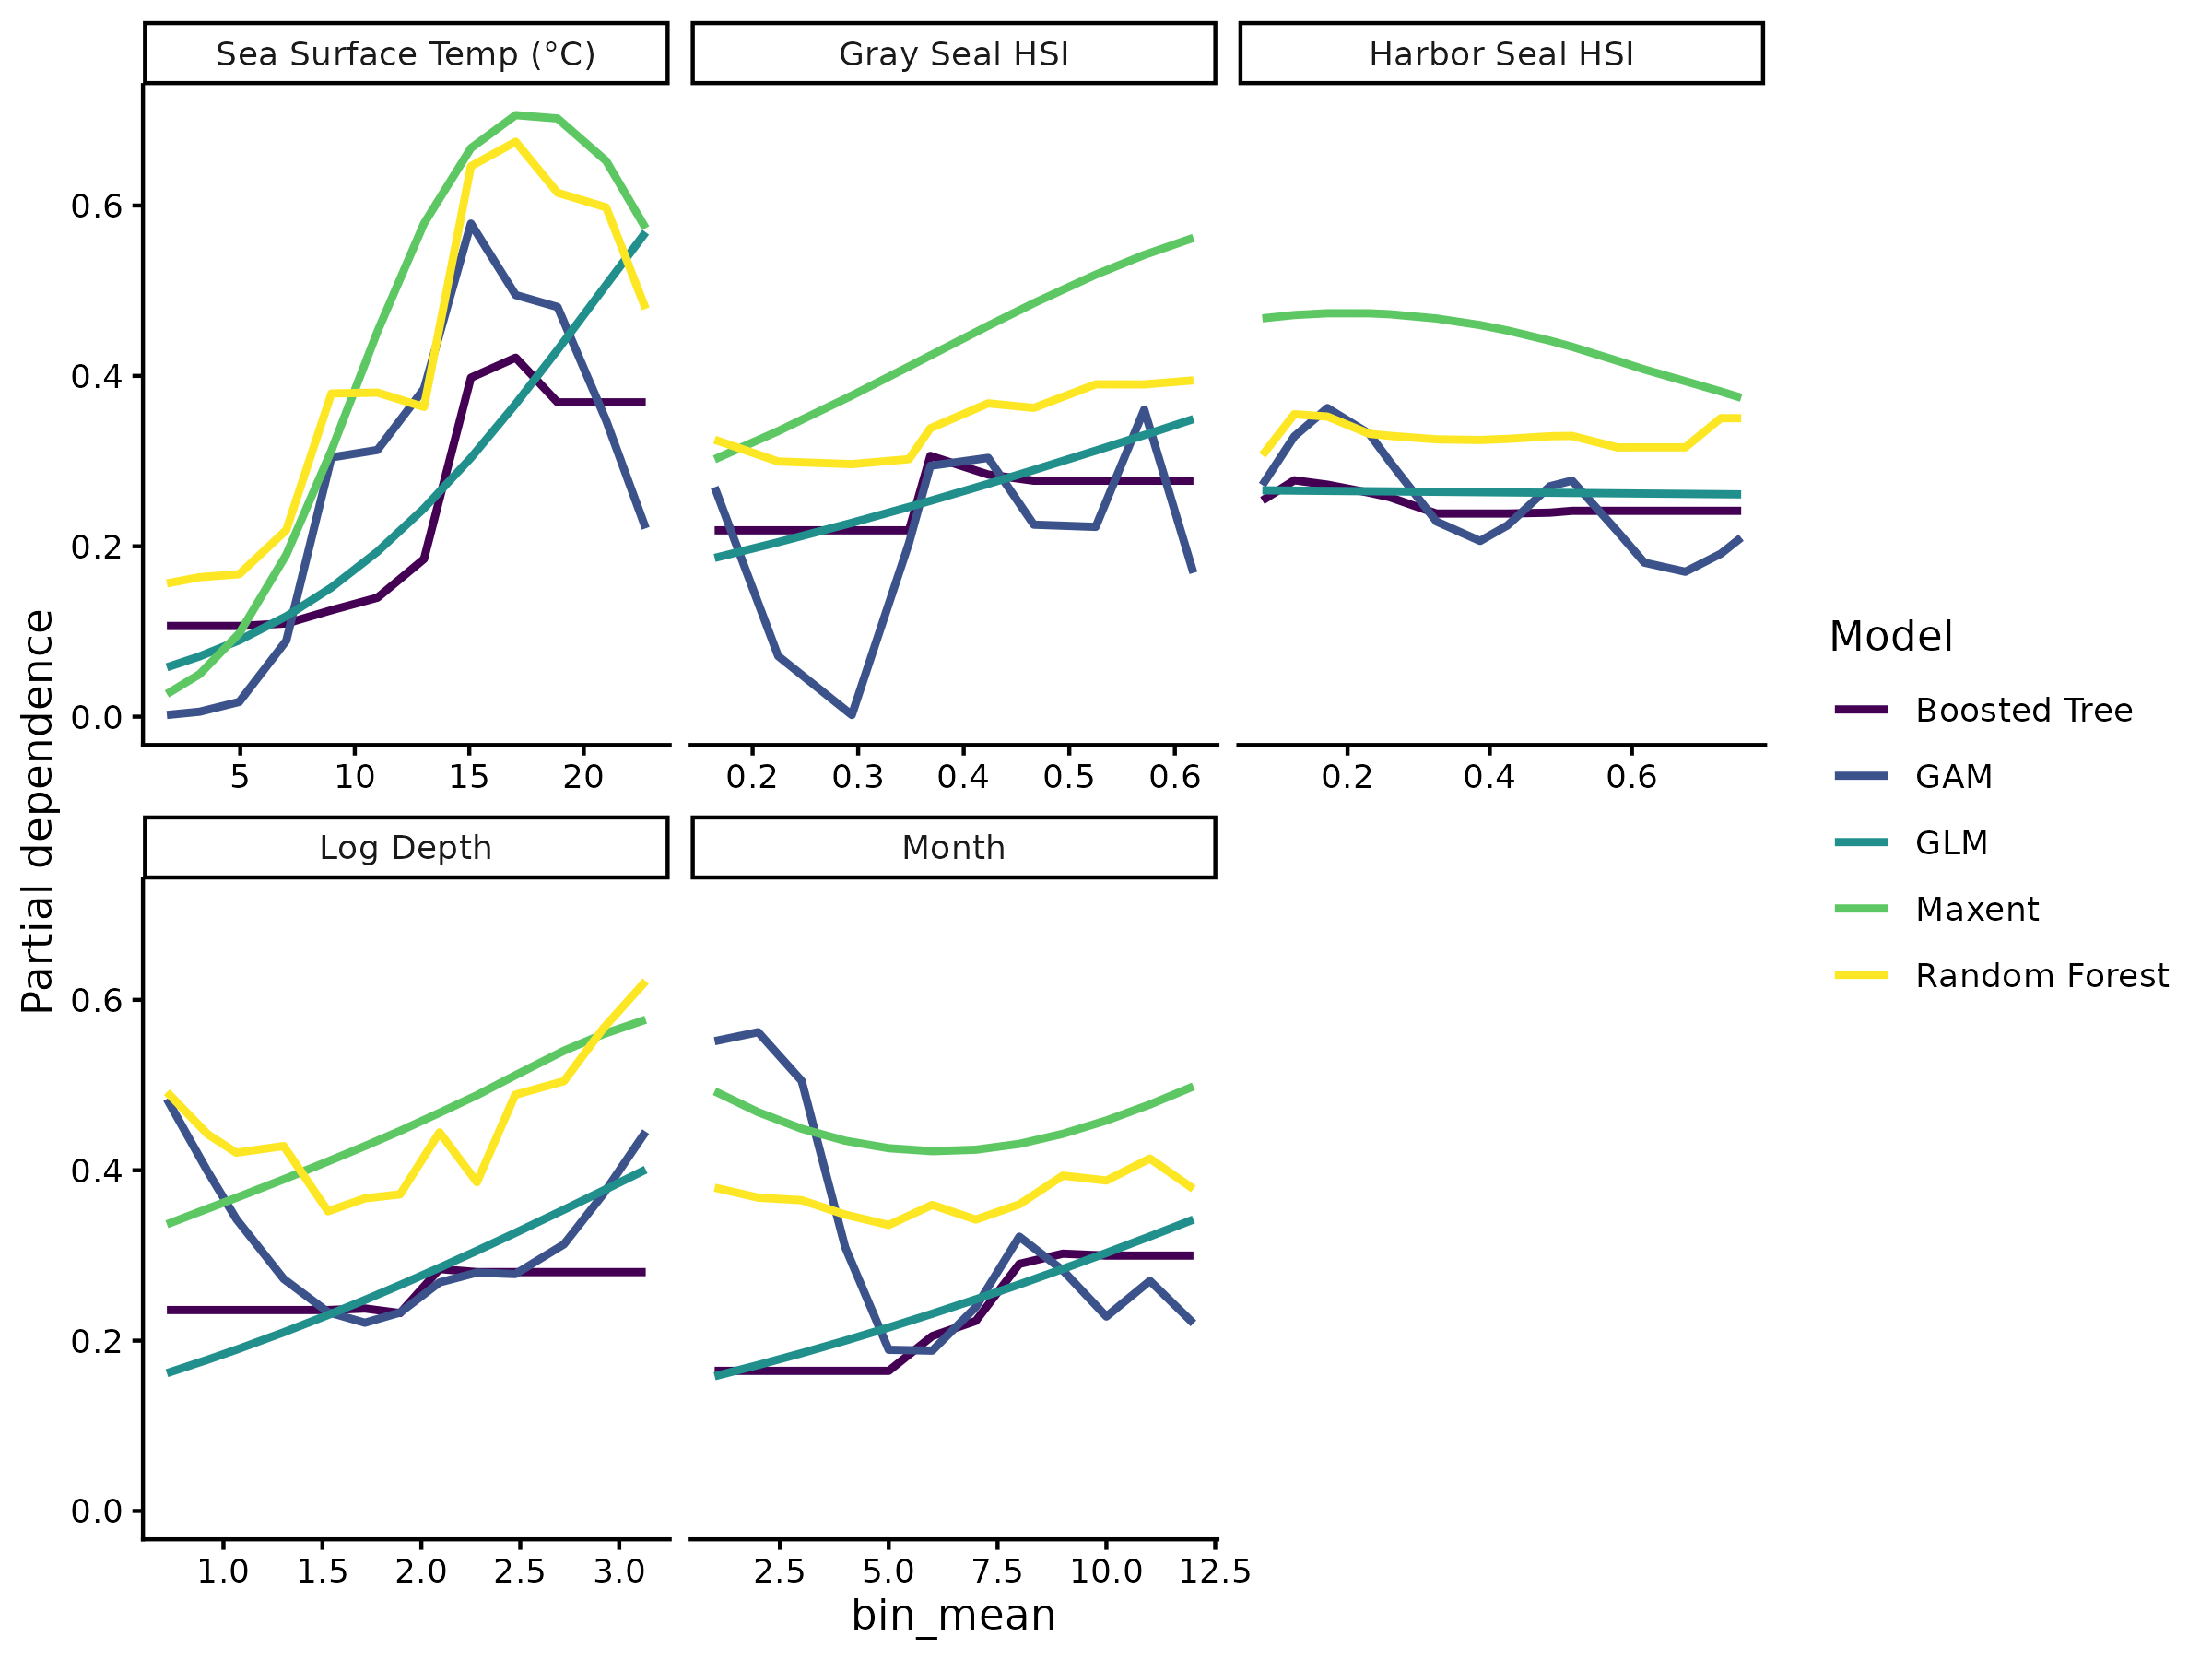 Sea Surface Temp (°C)
Gray Seal HSI
Harbor Seal HSI
0.6
0.4
0.2
0.0
5 10 15 20
0.2 0.3 0.4 0.5 0.6
0.2 0.4 0.6
Log Depth
Month
0.6
0.4
0.2
0.0
1.0 1.5 2.0 2.5 3.0
2.5 5.0 7.5 10.0 12.5
Partial dependence
bin_mean
Model
Boosted Tree
GAM
GLM
Maxent
Random Forest